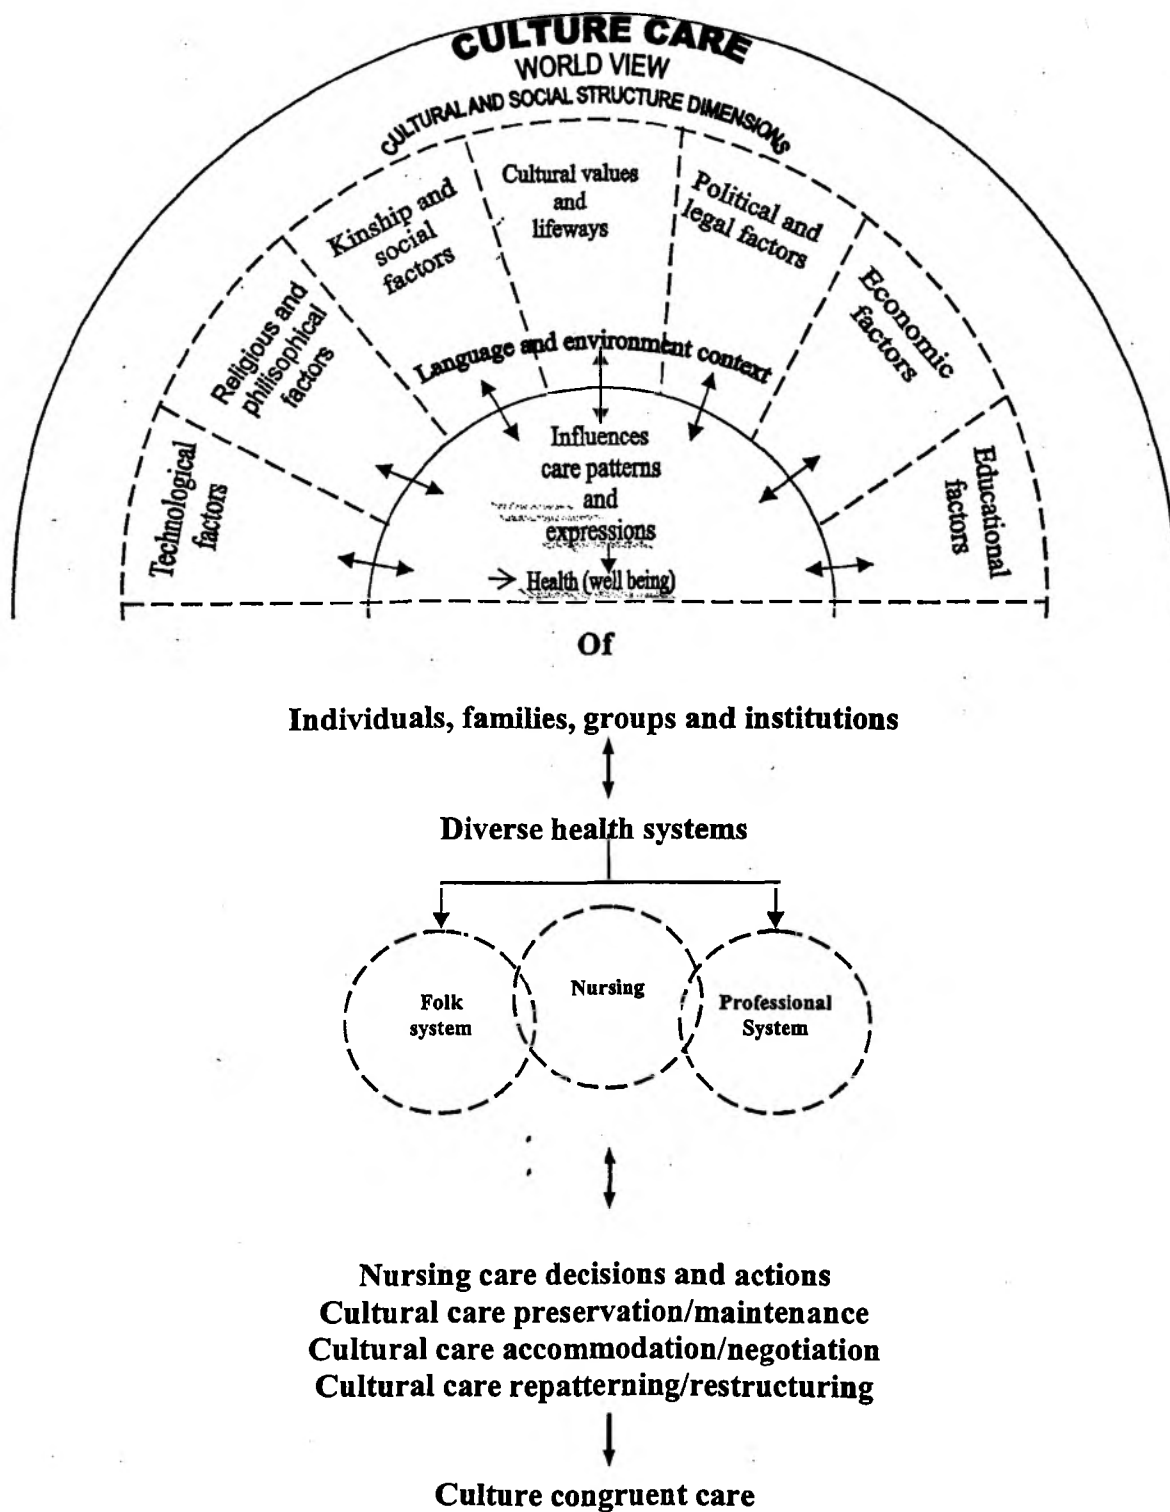 CULTURE CARE
WORLD VIEW
CULTURAL AND SOCIAL STRUCTURE DIMENSIONS
Technological
factors
Religious and
philisophical
factors
Kinship and
social
factors
Cultural values
and
lifeways
Political and
legal factors
Economic
factors
Educational
factors
Language and environment context
Influences
care patterns
and
expressions
Health (well being)
Of
Individuals, families, groups and institutions
Diverse health systems
Folk
system
Nursing
Professional
System
Nursing care decisions and actions
Cultural care preservation/maintenance
Cultural care accommodation/negotiation
Cultural care repatterning/restructuring
Culture congruent care